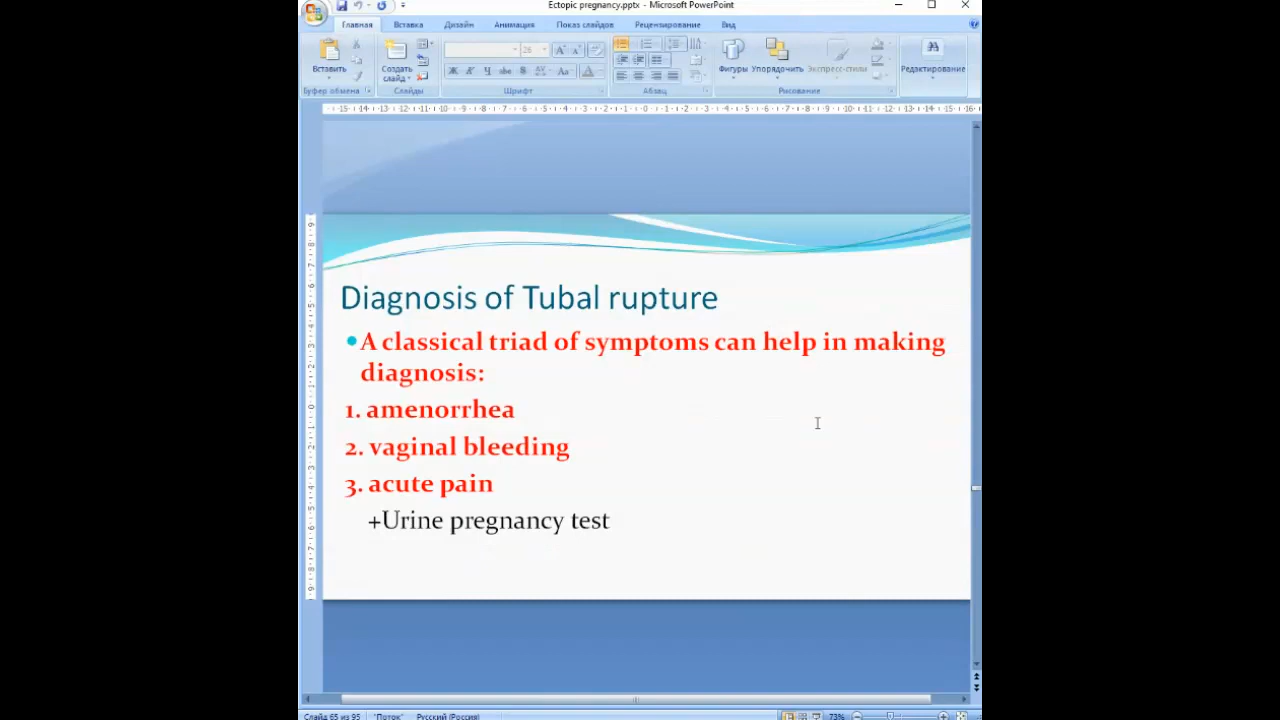 Ectopic pregnancy.pptx - Microsoft PowerPoint
Главная Вставка Дизайн Анимация Показ слайдов Рецензирование Вид
Вставить Создать слайд Фигуры Упорядочить Экспресс-стили Редактирование
Буфер обмена Слайды Шрифт Абзац Рисование
Diagnosis of Tubal rupture
A classical triad of symptoms can help in making
diagnosis:
1. amenorrhea
2. vaginal bleeding
3. acute pain
+Urine pregnancy test
Слайд 65 из 95 "Поток" Русский (Россия) 73%